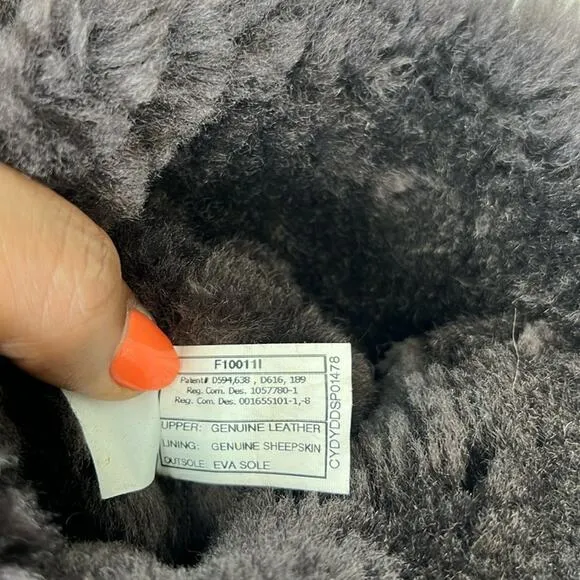 F10011I
Patent# D594,638 , D616, 189
Reg. Com. Des. 1057780-1
Reg. Com. Des. 001655101-1,-8
UPPER: GENUINE LEATHER
LINING: GENUINE SHEEPSKIN
OUTSOLE: EVA SOLE
CYDYDDSP01478